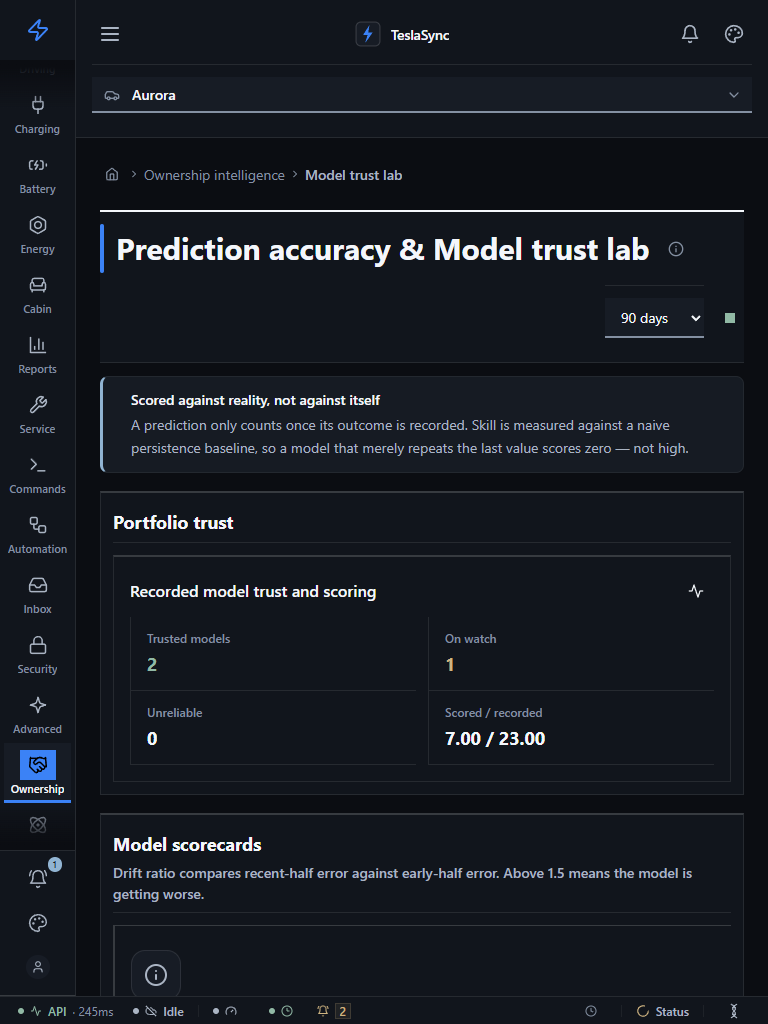 TeslaSync
Aurora
Driving
Charging
Battery
Energy
Cabin
Reports
Service
Commands
Automation
Inbox
Security
Advanced
Ownership
1
Ownership intelligence > Model trust lab
Prediction accuracy & Model trust lab
90 days
Scored against reality, not against itself
A prediction only counts once its outcome is recorded. Skill is measured against a naive
persistence baseline, so a model that merely repeats the last value scores zero — not high.
Portfolio trust
Recorded model trust and scoring
Trusted models
2
On watch
1
Unreliable
0
Scored / recorded
7.00 / 23.00
Model scorecards
Drift ratio compares recent-half error against early-half error. Above 1.5 means the model is
getting worse.
API · 245ms
Idle
2
Status